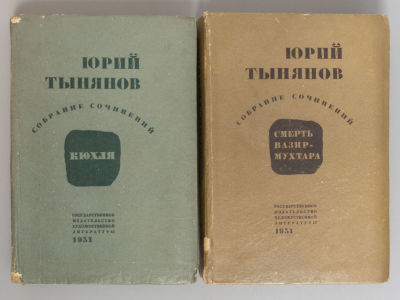 ЮРИЙ
ТЫНЯНОВ
СОБРАНИЕ СОЧИНЕНИЙ
КЮХЛЯ
ГОСУДАРСТВЕННОЕ
ИЗДАТЕЛЬСТВО
ХУДОЖЕСТВЕННОЙ
ЛИТЕРАТУРЫ
1931
ЮРИЙ
ТЫНЯНОВ
СОБРАНИЕ СОЧИНЕНИЙ
СМЕРТЬ
ВАЗИР-
МУХТАРА
ГОСУДАРСТВЕННОЕ
ИЗДАТЕЛЬСТВО
ХУДОЖЕСТВЕННОЙ
ЛИТЕРАТУРЫ
1931